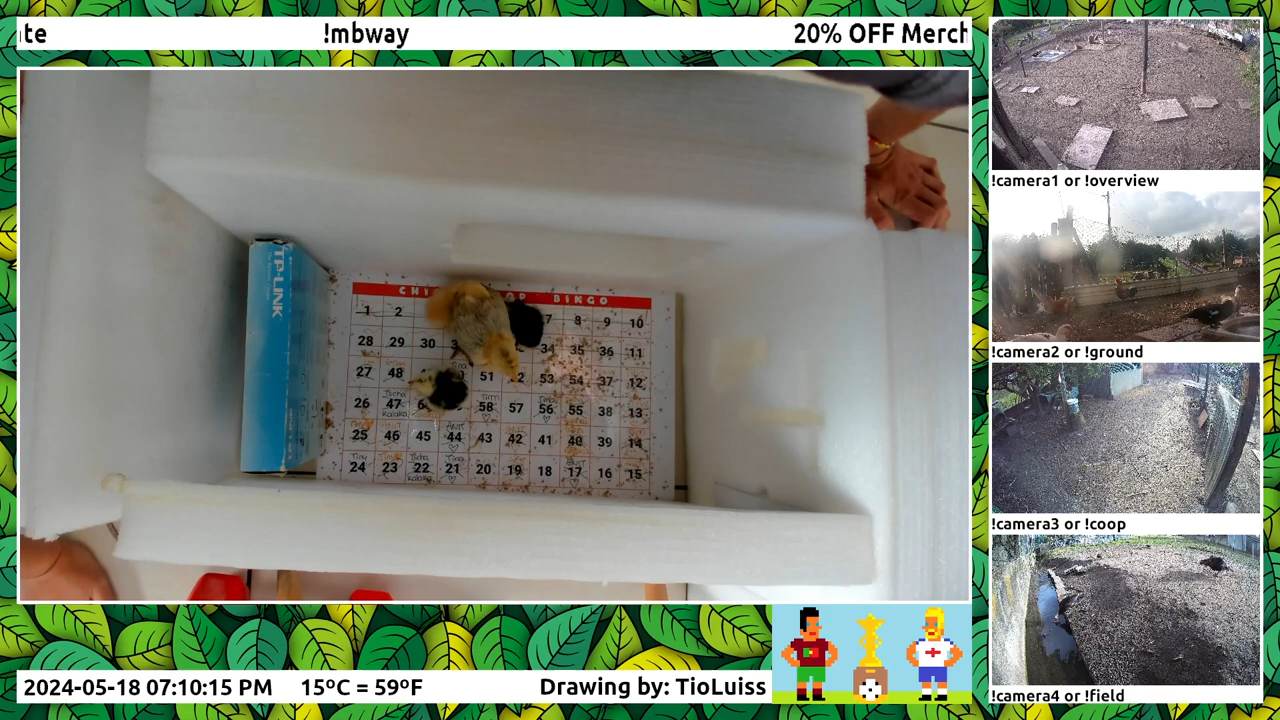 te !mbway 20% OFF Merch
!camera1 or !overview
!camera2 or !ground
!camera3 or !coop
!camera4 or !field
TP-LINK
BINGO
1 2 7 8 9 10
28 29 30 34 35 36 11
27 48 51 53 54 37 12
26 47 58 57 56 55 38 13
25 46 45 44 43 42 41 40 39 14
24 23 22 21 20 19 18 17 16 15
2024-05-18 07:10:15 PM 15ºC = 59ºF Drawing by: TioLuiss